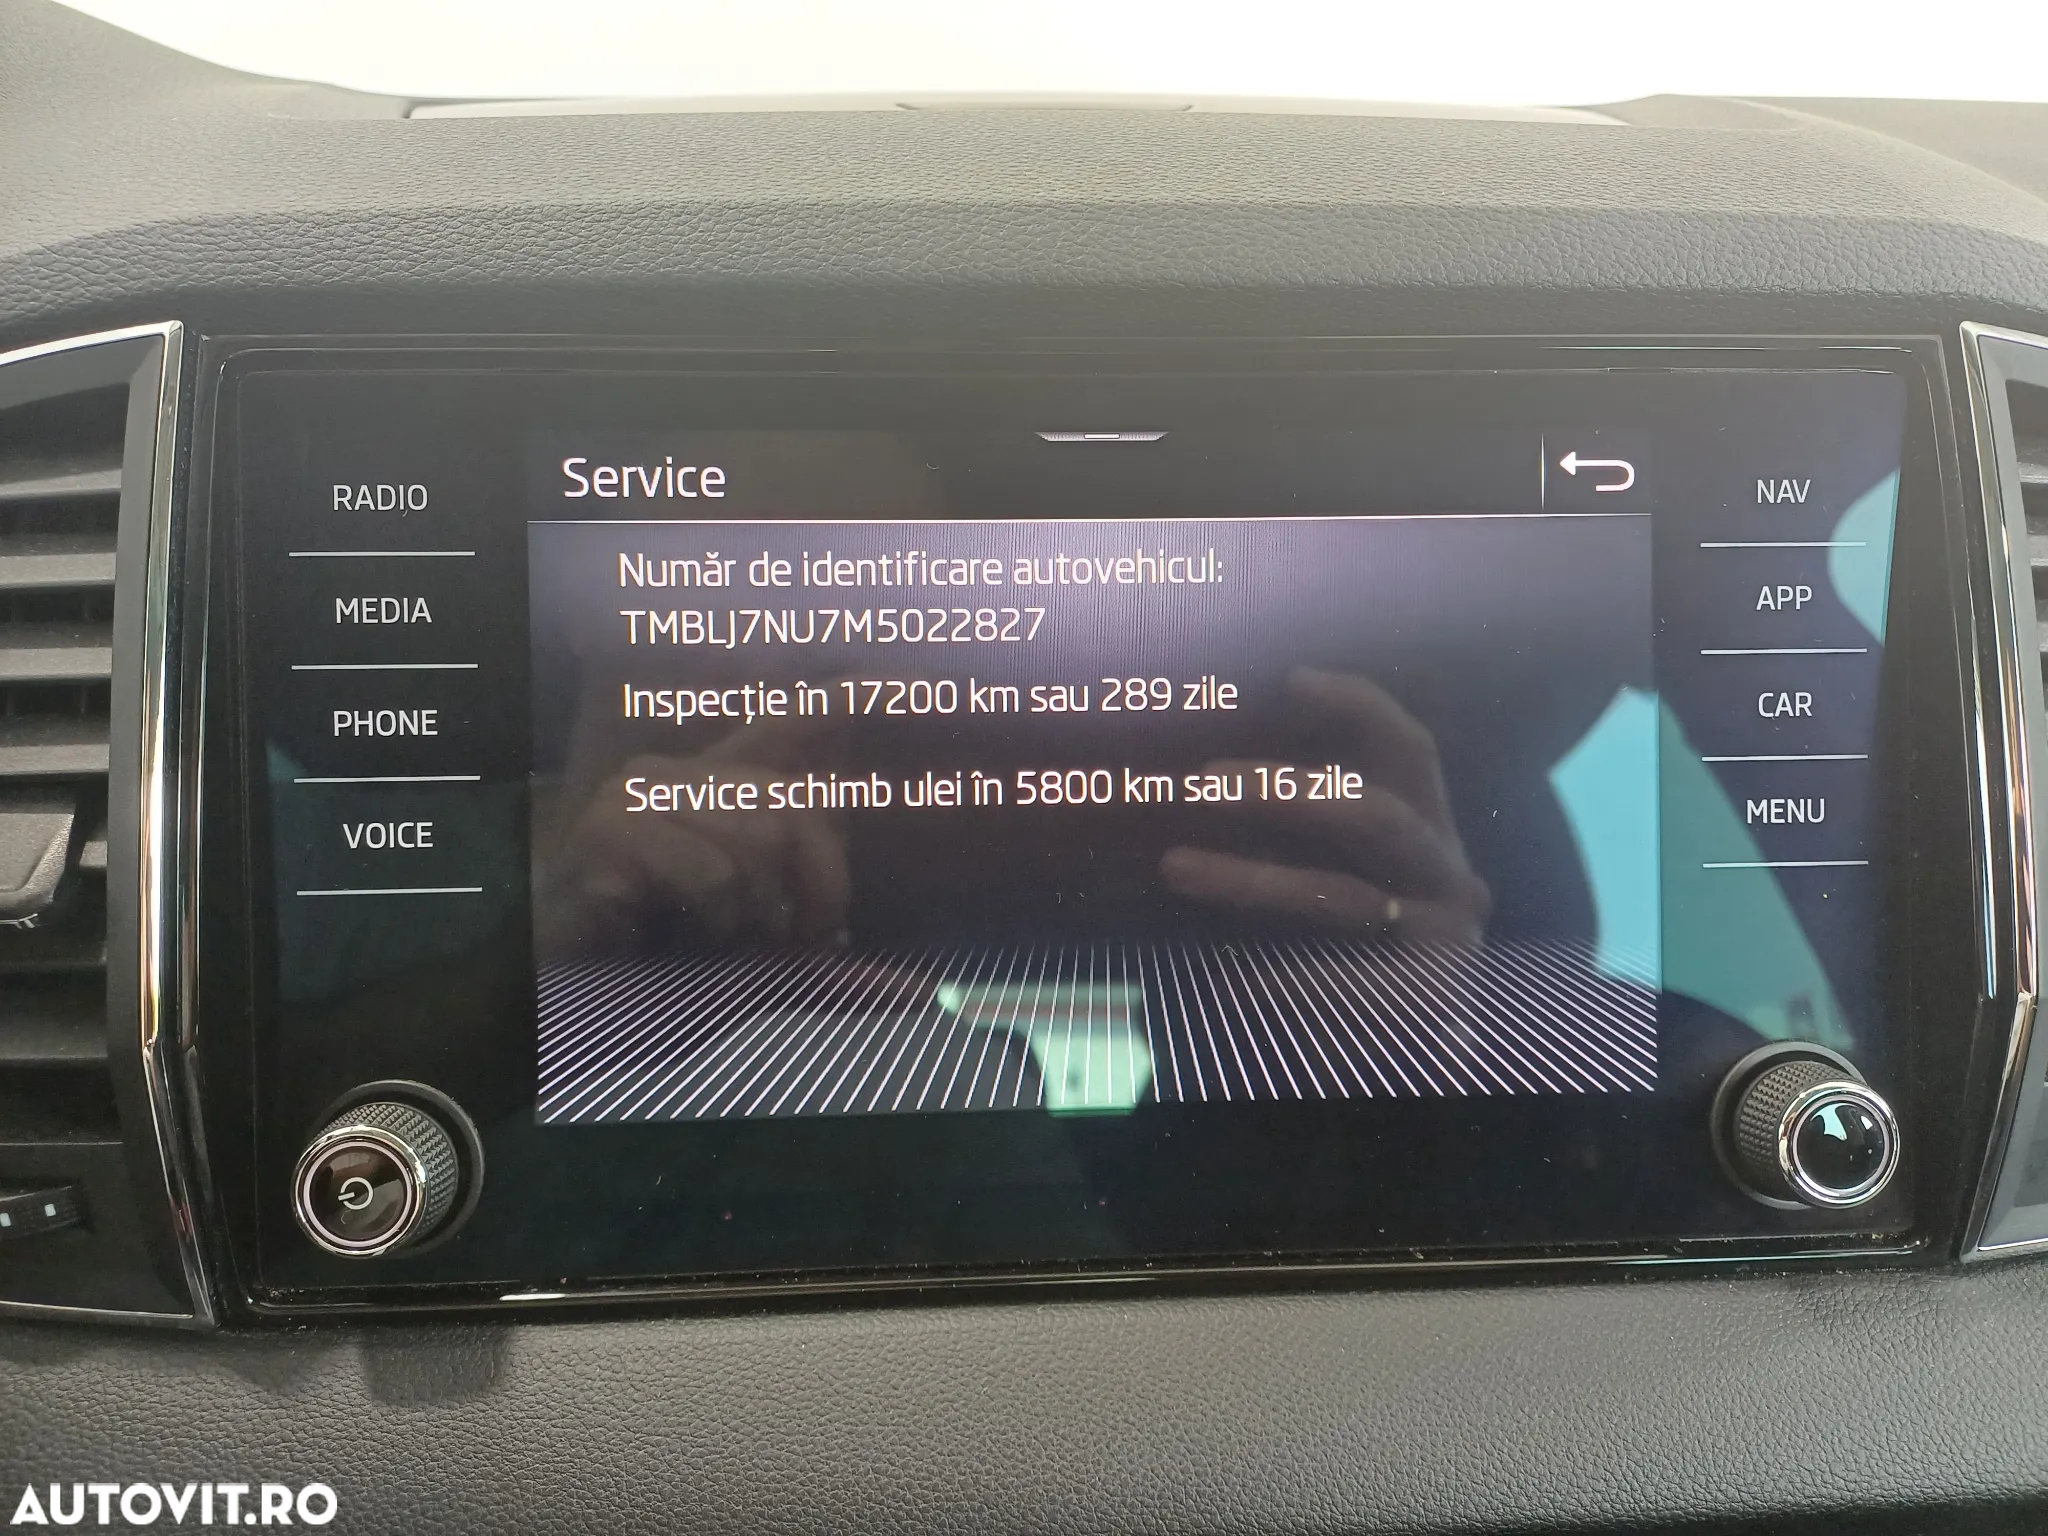 Service
RADIO
MEDIA
PHONE
VOICE
Număr de identificare autovehicul:
TMBLJ7NU7M5022827
Inspecție în 17200 km sau 289 zile
Service schimb ulei în 5800 km sau 16 zile
NAV
APP
CAR
MENU
AUTOVIT.RO